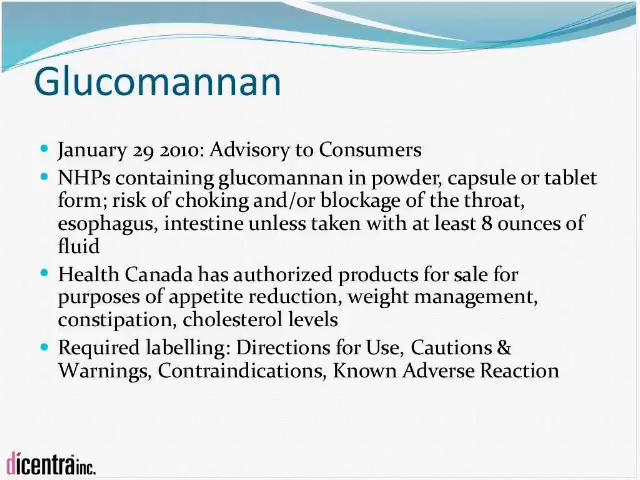 Glucomannan
• January 29 2010: Advisory to Consumers
• NHPs containing glucomannan in powder, capsule or tablet
form; risk of choking and/or blockage of the throat,
esophagus, intestine unless taken with at least 8 ounces of
fluid
• Health Canada has authorized products for sale for
purposes of appetite reduction, weight management,
constipation, cholesterol levels
• Required labelling: Directions for Use, Cautions &
Warnings, Contraindications, Known Adverse Reaction
dicentra inc.